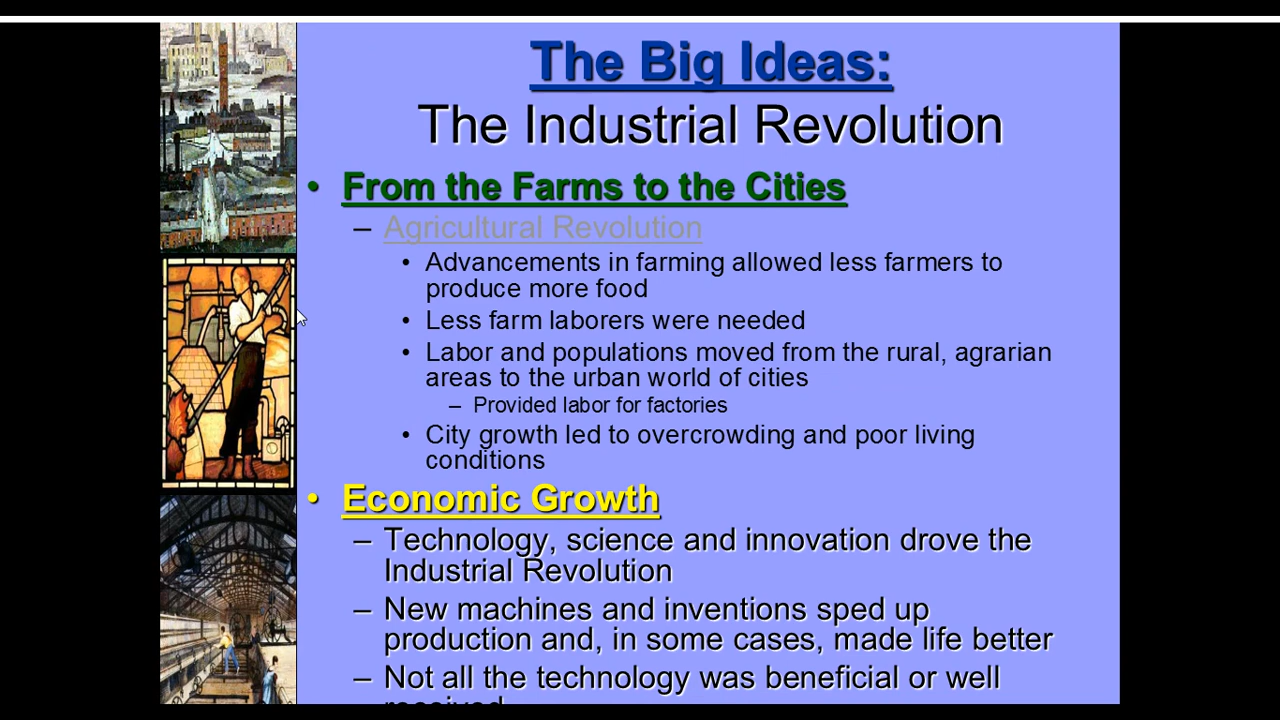 The Big Ideas:
The Industrial Revolution
• From the Farms to the Cities
– Agricultural Revolution
• Advancements in farming allowed less farmers to
produce more food
• Less farm laborers were needed
• Labor and populations moved from the rural, agrarian
areas to the urban world of cities
– Provided labor for factories
• City growth led to overcrowding and poor living
conditions
• Economic Growth
– Technology, science and innovation drove the
Industrial Revolution
– New machines and inventions sped up
production and, in some cases, made life better
– Not all the technology was beneficial or well
received